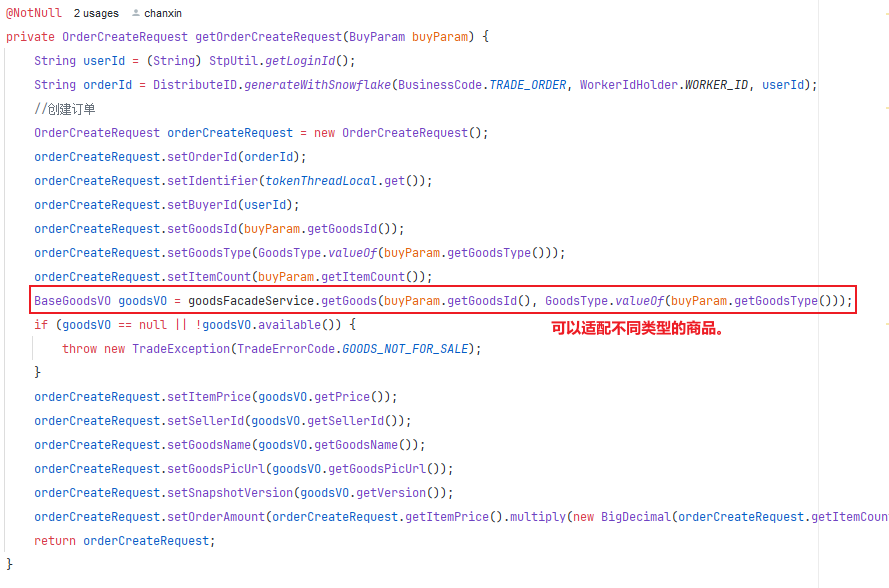 @NotNull 2 usages chanxin
private OrderCreateRequest getOrderCreateRequest(BuyParam buyParam) {
String userId = (String) StpUtil.getLoginId();
String orderId = DistributeID.generateWithSnowflake(BusinessCode.TRADE_ORDER, WorkerIdHolder.WORKER_ID, userId);
//创建订单
OrderCreateRequest orderCreateRequest = new OrderCreateRequest();
orderCreateRequest.setOrderId(orderId);
orderCreateRequest.setIdentifier(tokenThreadLocal.get());
orderCreateRequest.setBuyerId(userId);
orderCreateRequest.setGoodsId(buyParam.getGoodsId());
orderCreateRequest.setGoodsType(GoodsType.valueOf(buyParam.getGoodsType()));
orderCreateRequest.setItemCount(buyParam.getItemCount());
BaseGoodsVO goodsVO = goodsFacadeService.getGoods(buyParam.getGoodsId(), GoodsType.valueOf(buyParam.getGoodsType()));
if (goodsVO == null || !goodsVO.available()) {
可以适配不同类型的商品。
throw new TradeException(TradeErrorCode.GOODS_NOT_FOR_SALE);
}
orderCreateRequest.setItemPrice(goodsVO.getPrice());
orderCreateRequest.setSellerId(goodsVO.getSellerId());
orderCreateRequest.setGoodsName(goodsVO.getGoodsName());
orderCreateRequest.setGoodsPicUrl(goodsVO.getGoodsPicUrl());
orderCreateRequest.setSnapshotVersion(goodsVO.getVersion());
orderCreateRequest.setOrderAmount(orderCreateRequest.getItemPrice().multiply(new BigDecimal(orderCreateRequest.getItemCoun
return orderCreateRequest;
}